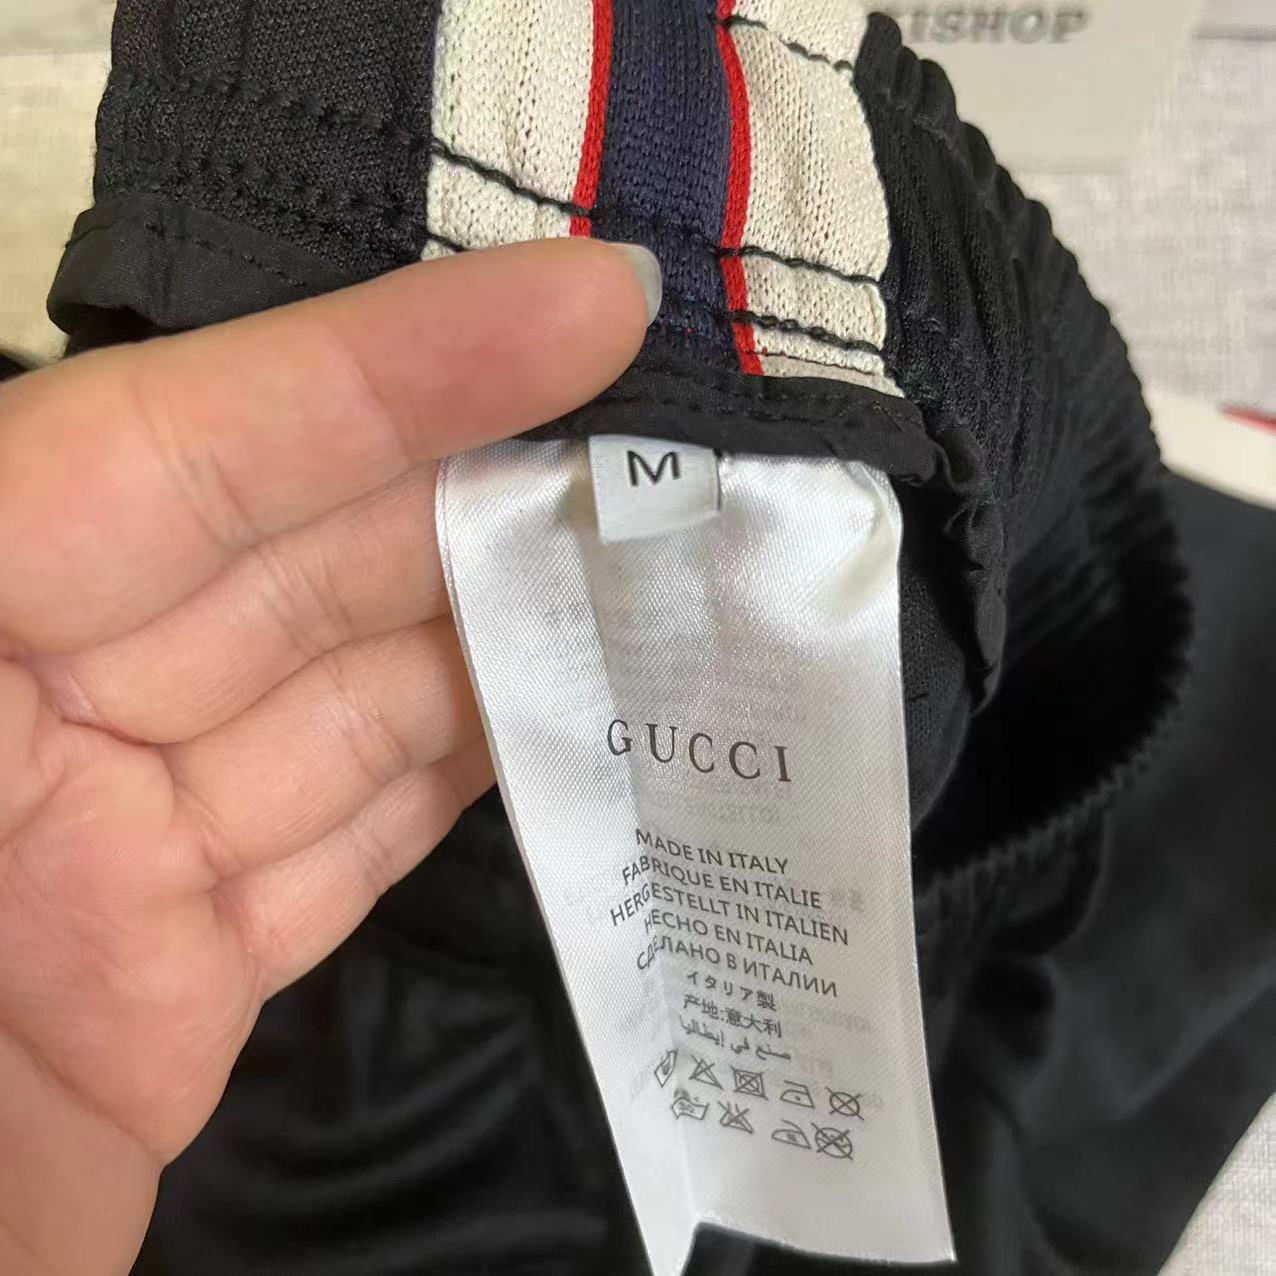 ISHOP
M
GUCCI
MADE IN ITALY
FABRIQUE EN ITALIE
HERGESTELLT IN ITALIEN
HECHO EN ITALIA
СДЕЛАНО В ИТАЛИИ
イタリア製
产地:意大利
صنع في إيطاليا